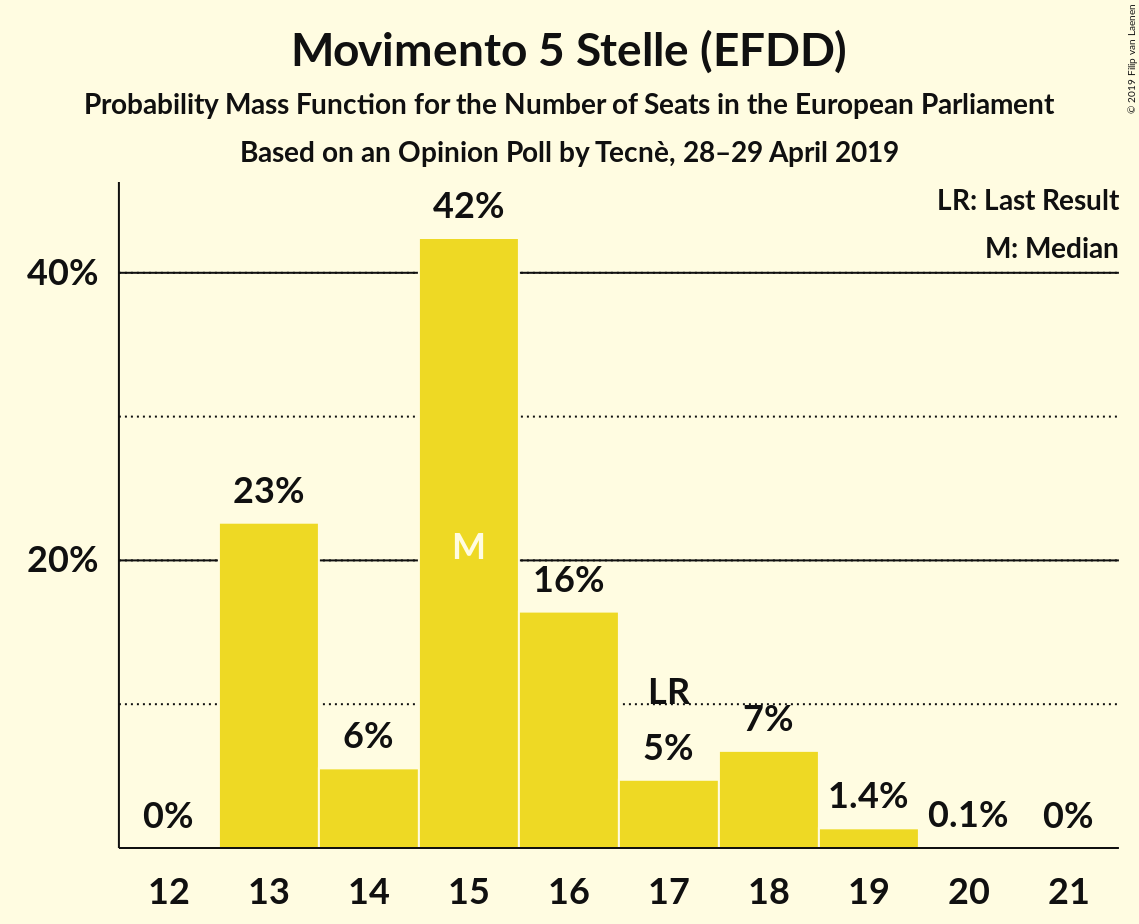 Movimento 5 Stelle (EFDD)
Probability Mass Function for the Number of Seats in the European Parliament
Based on an Opinion Poll by Tecnè, 28–29 April 2019
© 2019 Filip van Laenen
LR: Last Result
M: Median
40%
20%
0%
23%
6%
42%
M
16%
LR
5%
7%
1.4%
0.1%
0%
12 13 14 15 16 17 18 19 20 21